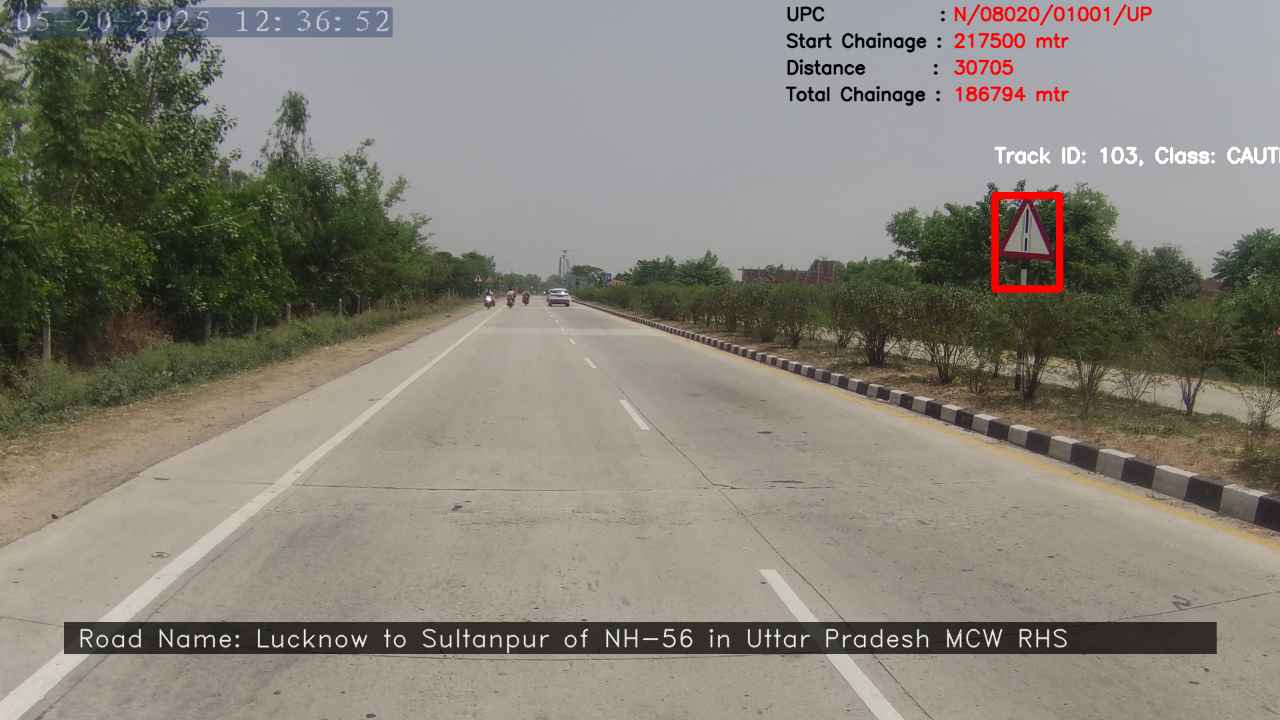 05-20-2025 12:36:52
UPC : N/08020/01001/UP
Start Chainage : 217500 mtr
Distance : 30705
Total Chainage : 186794 mtr
Track ID: 103, Class: CAUTI
Road Name: Lucknow to Sultanpur of NH-56 in Uttar Pradesh MCW RHS